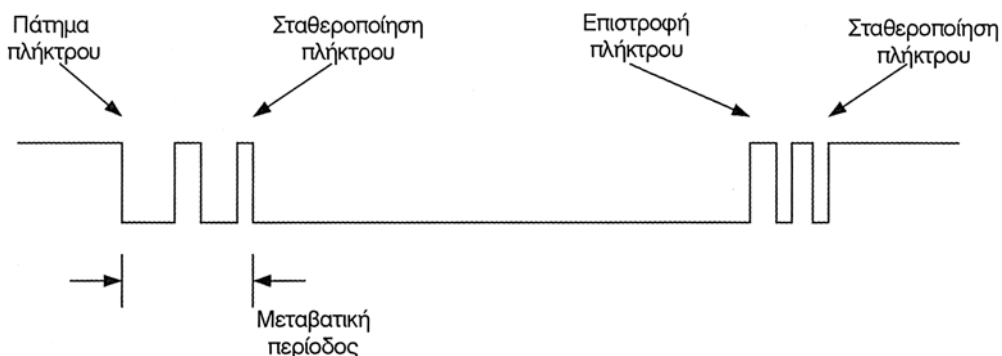 Πάτημα
πλήκτρου
Σταθεροποίηση
πλήκτρου
Επιστροφή
πλήκτρου
Σταθεροποίηση
πλήκτρου
Μεταβατική
περίοδος